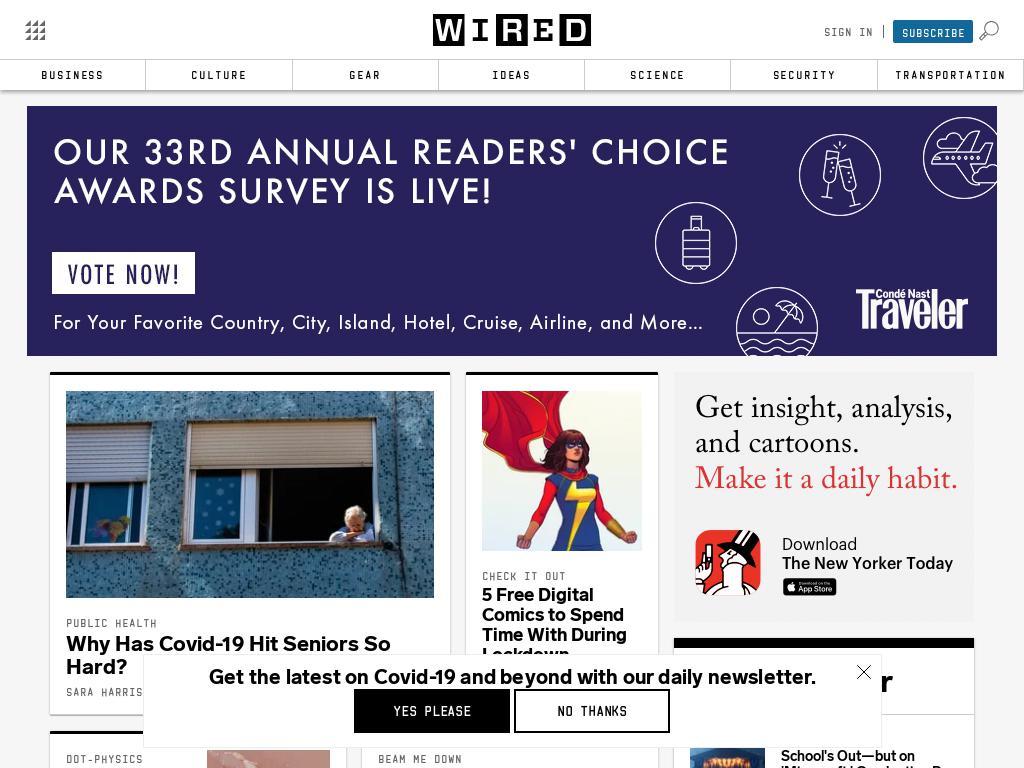 WIRED
SIGN IN
SUBSCRIBE
BUSINESS
CULTURE
GEAR
IDEAS
SCIENCE
SECURITY
TRANSPORTATION
OUR 33RD ANNUAL READERS' CHOICE
AWARDS SURVEY IS LIVE!
VOTE NOW!
For Your Favorite Country, City, Island, Hotel, Cruise, Airline, and More...
Condé Nast
Traveler
PUBLIC HEALTH
Why Has Covid-19 Hit Seniors So
Hard?
SARA HARRIS
CHECK IT OUT
5 Free Digital
Comics to Spend
Time With During
Lockdown
Get insight, analysis,
and cartoons.
Make it a daily habit.
Download
The New Yorker Today
Download on the
App Store
r
Get the latest on Covid-19 and beyond with our daily newsletter.
YES PLEASE
NO THANKS
DOT-PHYSICS
BEAM ME DOWN
School's Out—but on